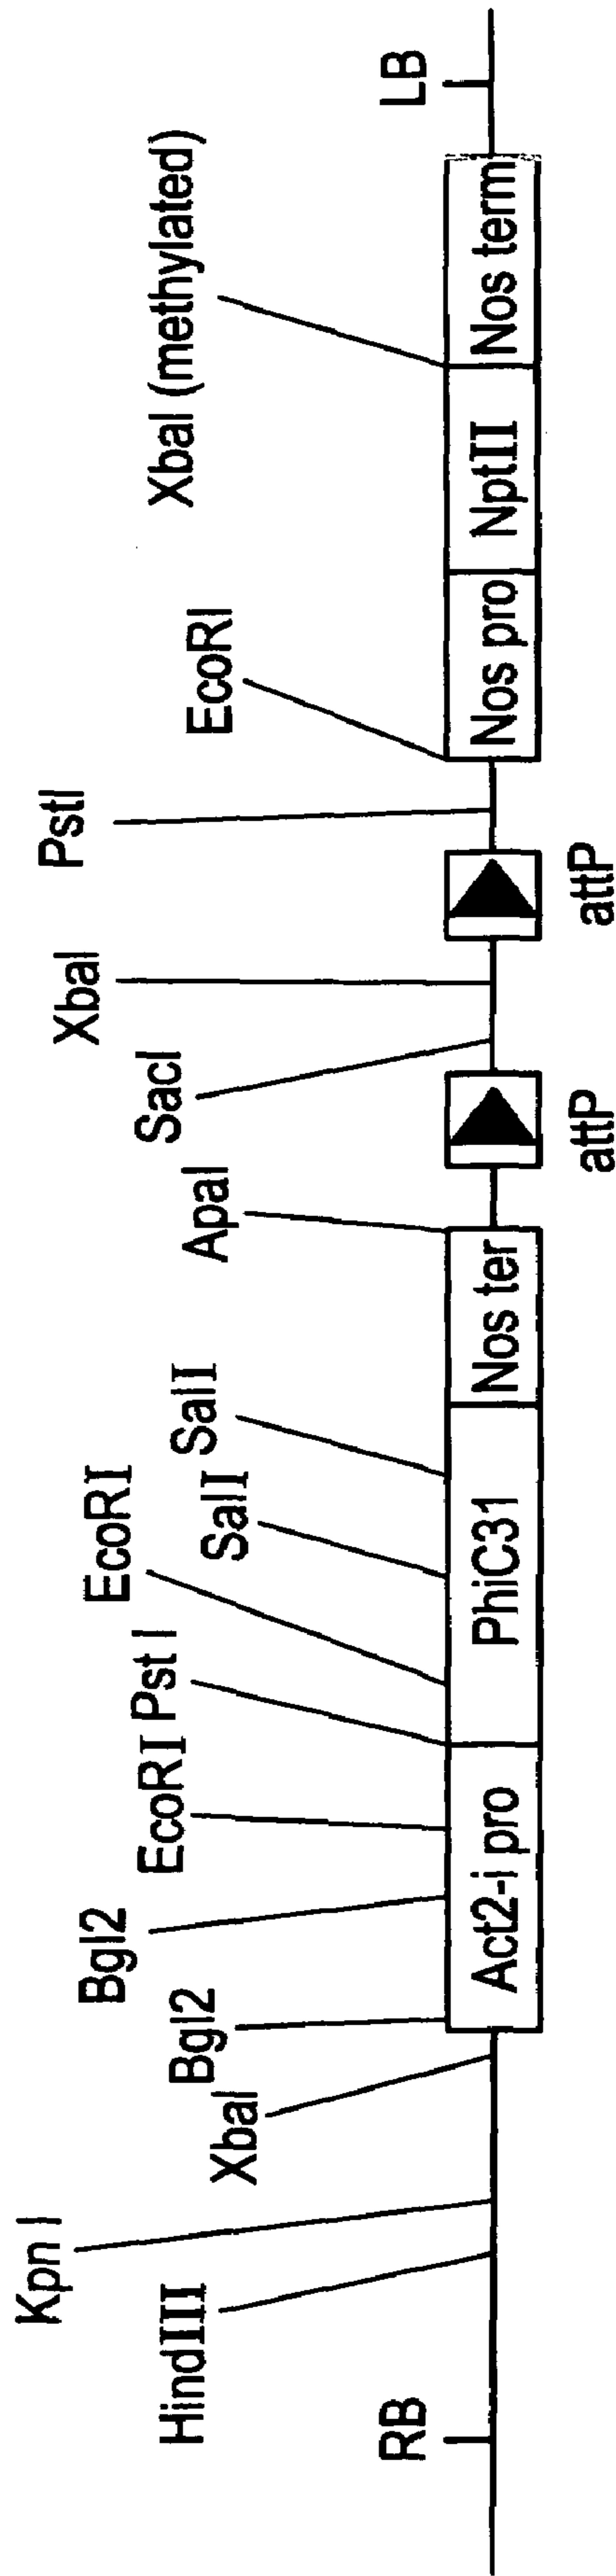 RB
HindIII
Kpn I
XbaI
Bgl2
Bgl2
EcoRI
Pst I
EcoRI
SalI
SalI
ApaI
SacI
XbaI
PstI
EcoRI
XbaI (methylated)
LB
Act2-i pro
PhiC31
Nos ter
Nos pro
NptII
Nos term
attP
attP